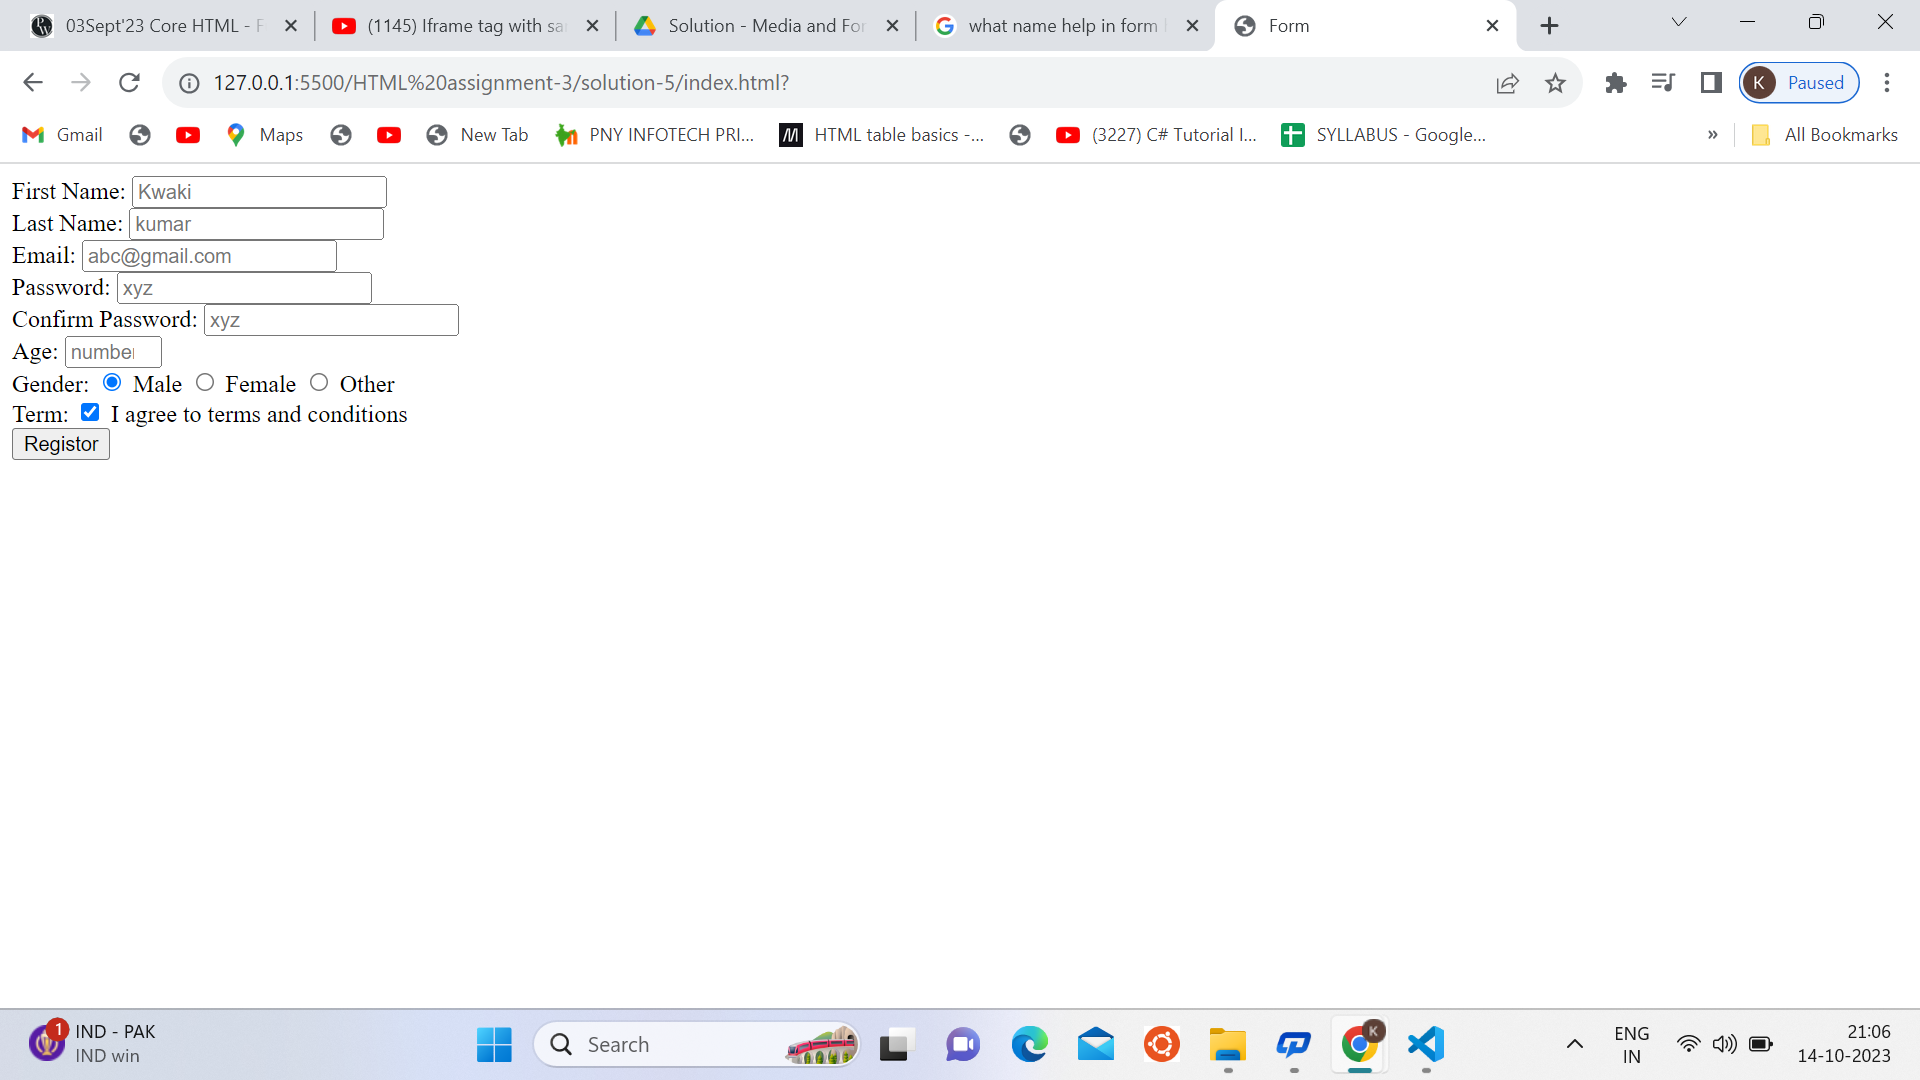 03Sept'23 Core HTML - F
(1145) Iframe tag with sa
Solution - Media and For
what name help in form
Form
127.0.0.1:5500/HTML%20assignment-3/solution-5/index.html?
K Paused
Gmail
Maps
New Tab
PNY INFOTECH PRI...
HTML table basics -...
(3227) C# Tutorial I...
SYLLABUS - Google...
»
All Bookmarks
First Name: Kwaki
Last Name: kumar
Email: abc@gmail.com
Password: xyz
Confirm Password: xyz
Age: number
Gender: Male Female Other
Term: I agree to terms and conditions
Registor
1
IND - PAK
IND win
Search
K
ENG
IN
21:06
14-10-2023